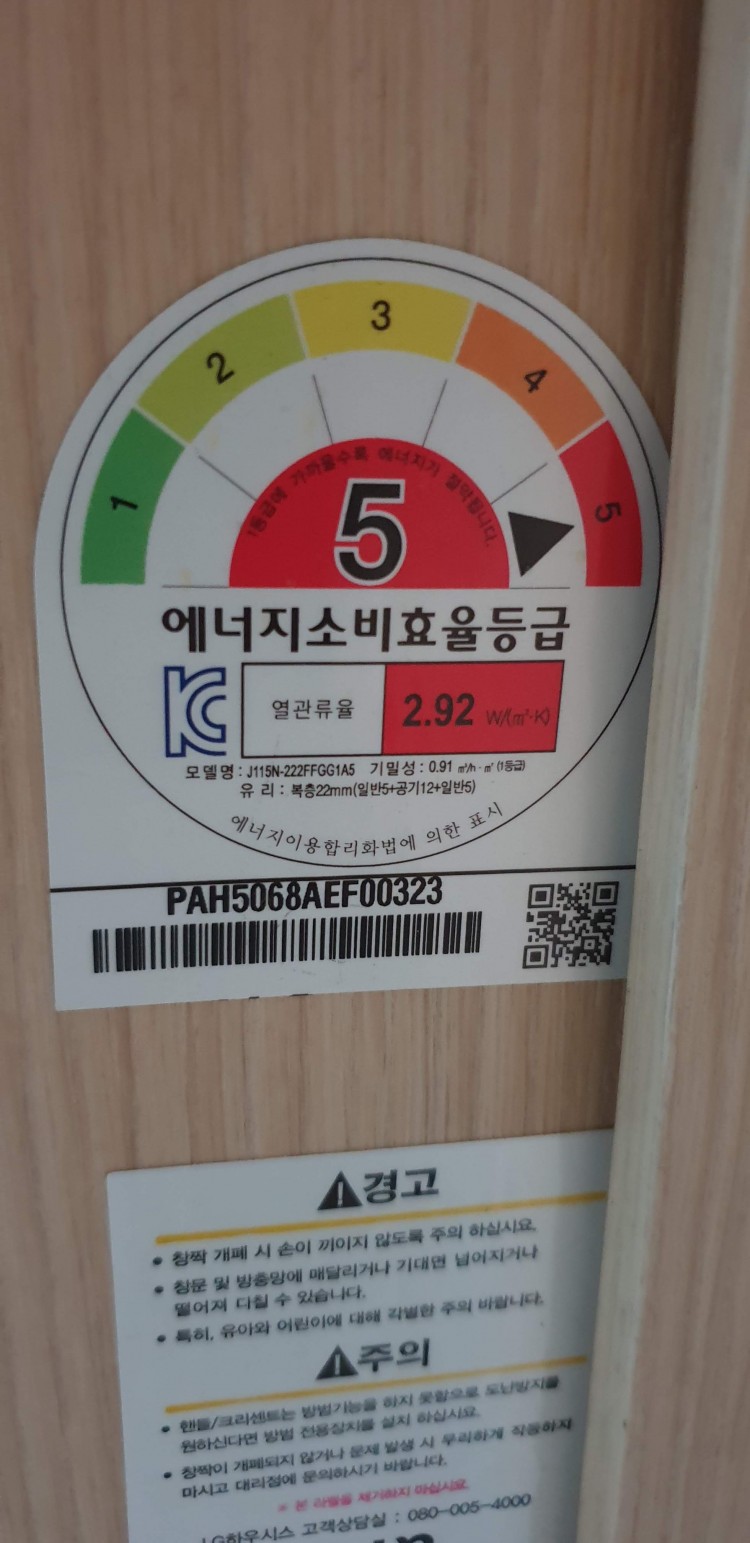 1 2 3 4 5
1등급에 가까울수록 에너지가 절약됩니다.
5
에너지소비효율등급
KC 열관류율 2.92 W/(㎡·K)
모델명 : J115N-222FFGG1A5 기밀성 : 0.91 ㎥/h·㎡ (1등급)
유 리 : 복층22mm(일반5+공기12+일반5)
에너지이용합리화법에 의한 표시
PAH5068AEF00323
경고
• 창짝 개폐 시 손이 끼이지 않도록 주의 하십시요.
• 창문 및 방충망에 매달리거나 기대면 넘어지거나
떨어져 다칠 수 있습니다.
• 특히, 유아와 어린이에 대해 각별한 주의 바랍니다.
주의
• 핸들/크리센트는 방범기능을 하지 못함으로 도난방지를
원하신다면 방범 전용장치를 설치 하십시요.
• 창짝이 개폐되지 않거나 문제 발생 시 무리하게 작동하지
마시고 대리점에 문의하시기 바랍니다.
※ 본 라벨을 제거하지 마십시요.
LG하우시스 고객상담실 : 080-005-4000